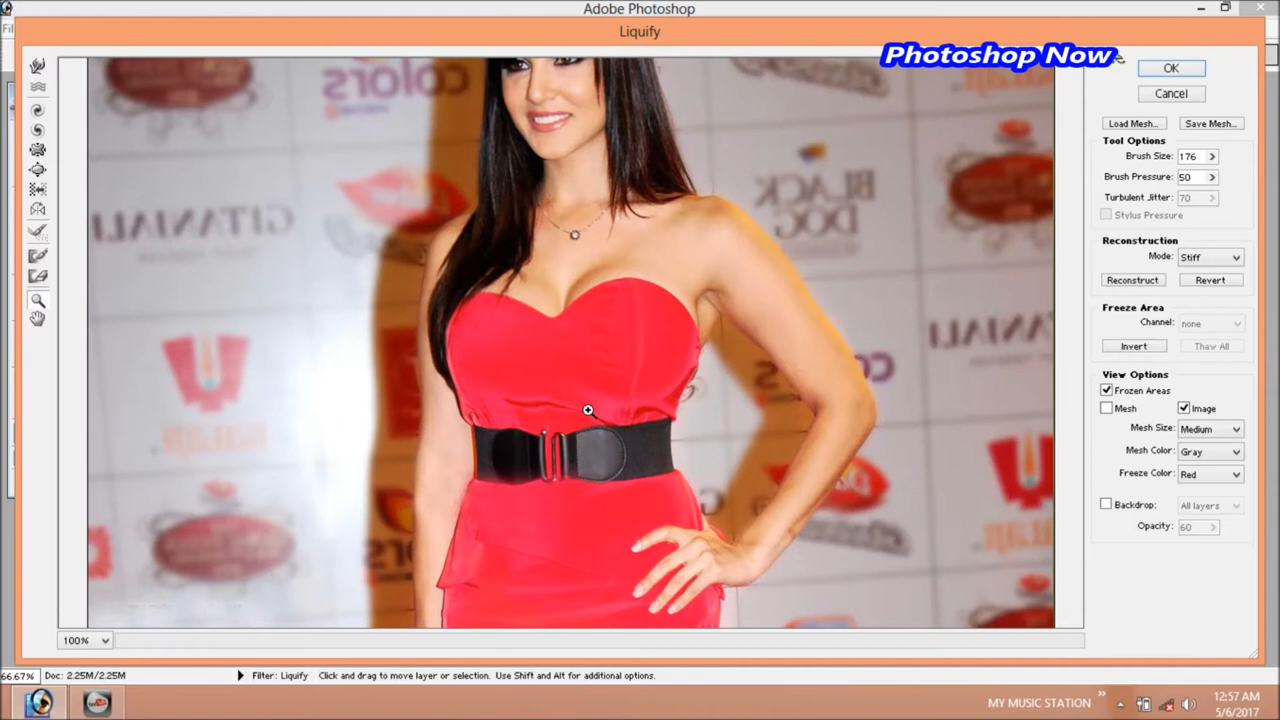 Adobe Photoshop
Liquify
Photoshop Now
OK
Cancel
Load Mesh... Save Mesh...
Tool Options
Brush Size: 176
Brush Pressure: 50
Turbulent Jitter: 70
Stylus Pressure
Reconstruction
Mode: Stiff
Reconstruct Revert
Freeze Area
Channel: none
Invert Thaw All
View Options
Frozen Areas
Mesh Image
Mesh Size: Medium
Mesh Color: Gray
Freeze Color: Red
Backdrop: All layers
Opacity: 60
COLORS
GITANJALI
BLACK
DOG
COLORS
GITANJALI
100%
66.67% Doc: 2.25M/2.25M Filter: Liquify Click and drag to move layer or selection. Use Shift and Alt for additional options.
MY MUSIC STATION
12:57 AM
5/6/2017